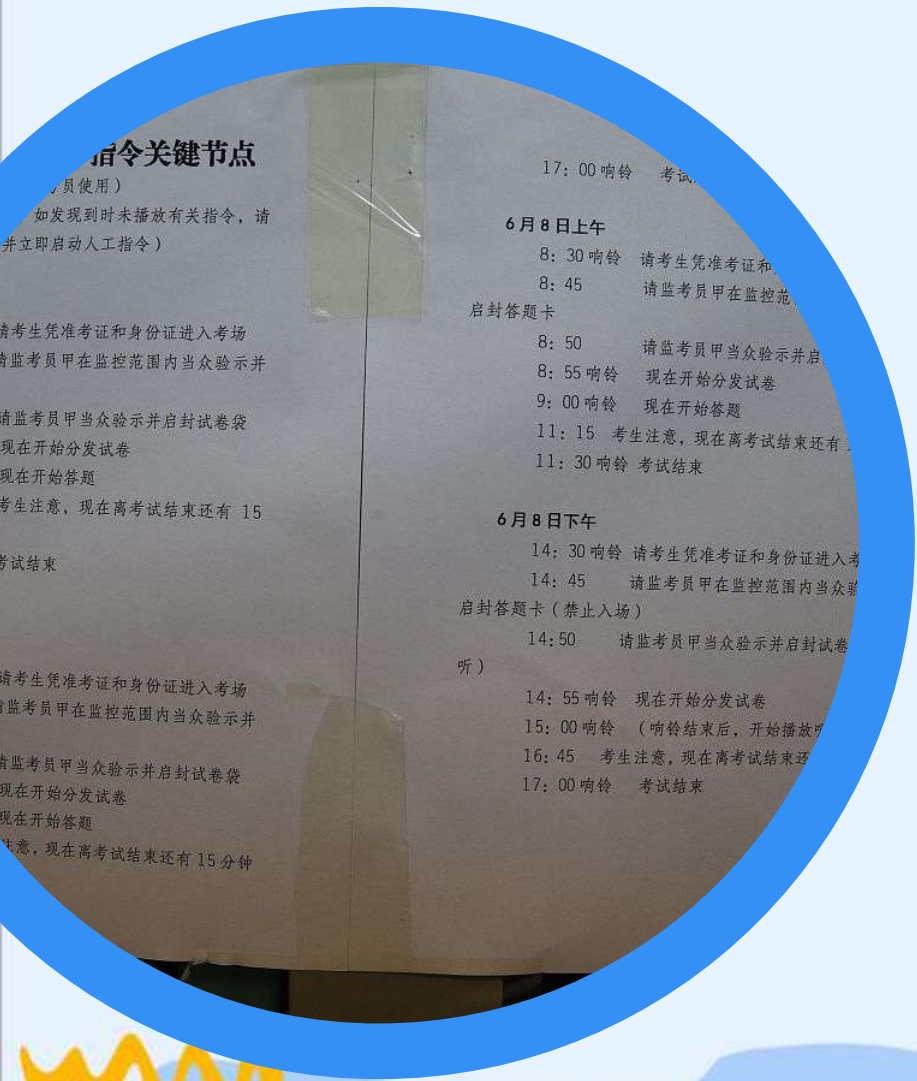 指令关键节点
员使用）
如发现到时未播放有关指令，请
并立即启动人工指令）
请考生凭准考证和身份证进入考场
请监考员甲在监控范围内当众验示并
请监考员甲当众验示并启封试卷袋
现在开始分发试卷
现在开始答题
考生注意，现在离考试结束还有 15
考试结束
请考生凭准考证和身份证进入考场
请监考员甲在监控范围内当众验示并
请监考员甲当众验示并启封试卷袋
现在开始分发试卷
现在开始答题
注意，现在离考试结束还有 15 分钟
17：00 响铃 考试
6 月 8 日上午
8：30 响铃 请考生凭准考证和
8：45 请监考员甲在监控范
启封答题卡
8：50 请监考员甲当众验示并启
8：55 响铃 现在开始分发试卷
9：00 响铃 现在开始答题
11：15 考生注意，现在离考试结束还有
11：30 响铃 考试结束
6 月 8 日下午
14：30 响铃 请考生凭准考证和身份证进入考
14：45 请监考员甲在监控范围内当众验
启封答题卡（禁止入场）
14:50 请监考员甲当众验示并启封试卷
听）
14：55 响铃 现在开始分发试卷
15：00 响铃 （响铃结束后，开始播放
16：45 考生注意，现在离考试结束还
17：00 响铃 考试结束